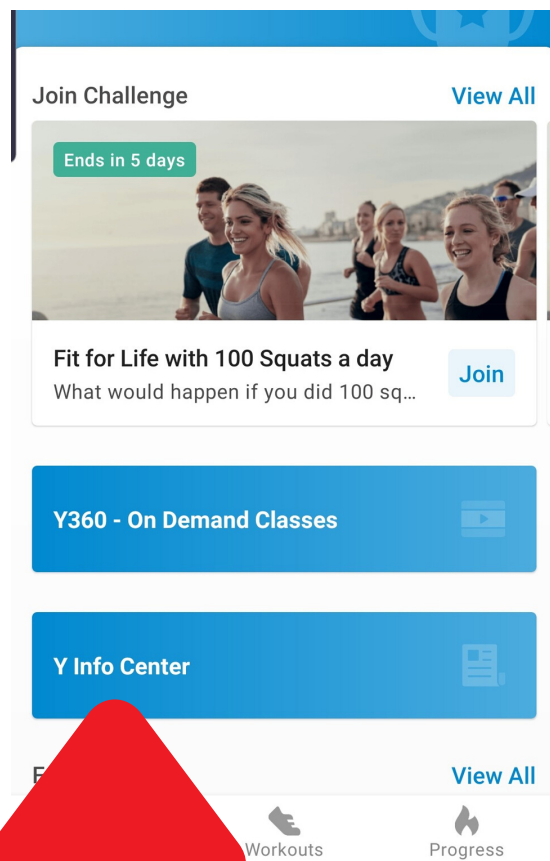 Join Challenge
View All
Ends in 5 days
Fit for Life with 100 Squats a day
What would happen if you did 100 sq...
Join
Y360 - On Demand Classes
Y Info Center
View All
Workouts
Progress